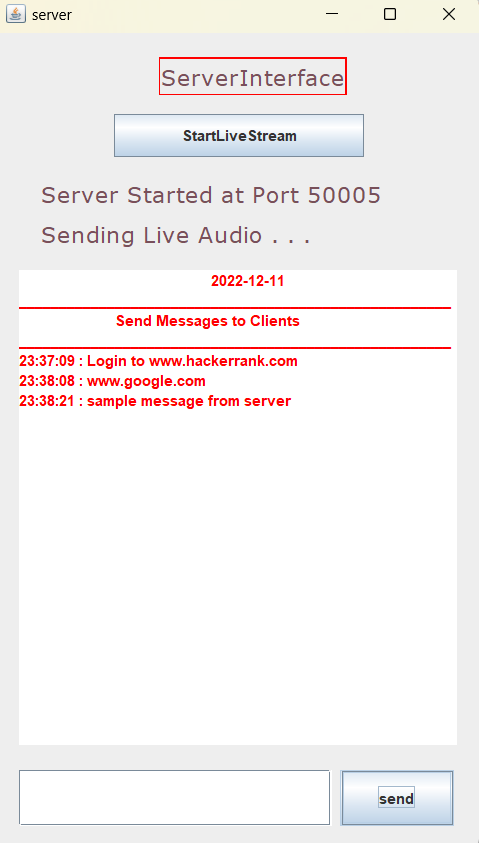 server
ServerInterface
StartLiveStream
Server Started at Port 50005
Sending Live Audio . . .
2022-12-11
Send Messages to Clients
23:37:09 : Login to www.hackerrank.com
23:38:08 : www.google.com
23:38:21 : sample message from server
send